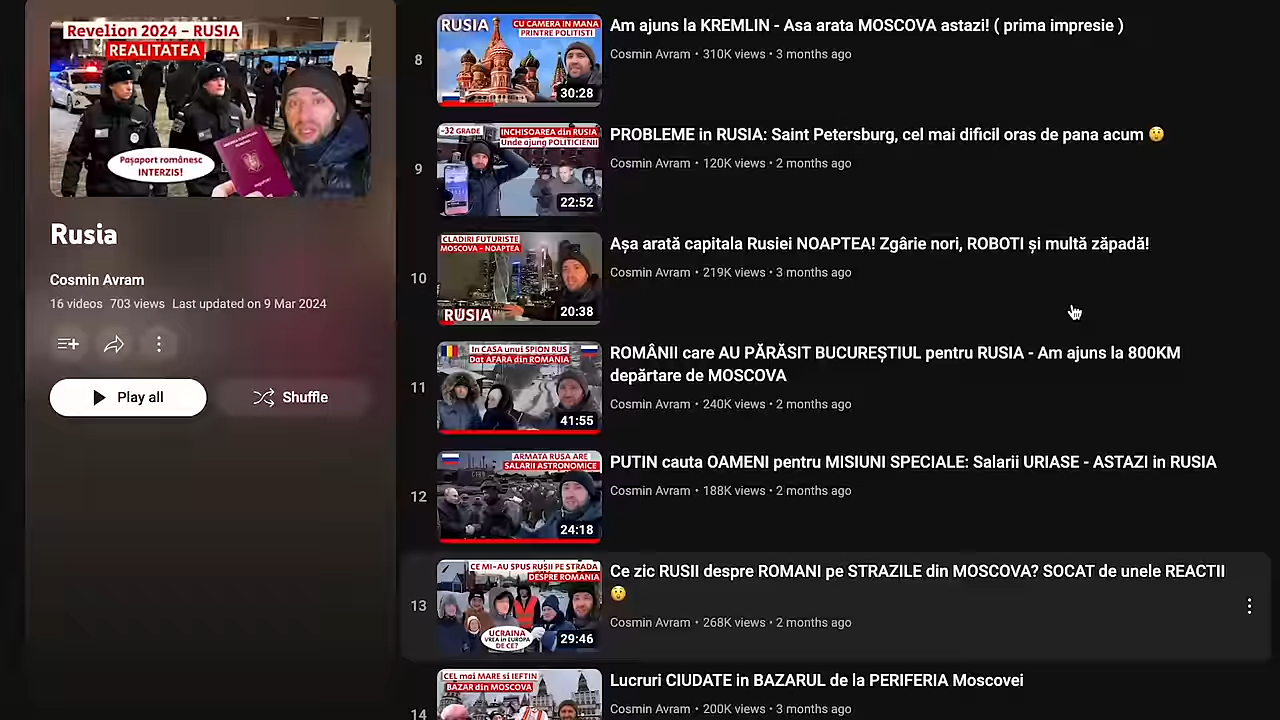 Revelion 2024 - RUSIA
REALITATEA
Pașaport românesc
INTERZIS!
Rusia
Cosmin Avram
16 videos 703 views Last updated on 9 Mar 2024
Play all
Shuffle
8
RUSIA
CU CAMERA IN MANA
PRINTRE POLITISTI
30:28
Am ajuns la KREMLIN - Asa arata MOSCOVA astazi! ( prima impresie )
Cosmin Avram • 310K views • 3 months ago
9
-32 GRADE
INCHISOAREA din RUSIA
Unde ajung POLITICIENII
22:52
PROBLEME in RUSIA: Saint Petersburg, cel mai dificil oras de pana acum 😲
Cosmin Avram • 120K views • 2 months ago
10
CLADIRI FUTURISTE
MOSCOVA - NOAPTEA
RUSIA
20:38
Așa arată capitala Rusiei NOAPTEA! Zgârie nori, ROBOTI și multă zăpadă!
Cosmin Avram • 219K views • 3 months ago
11
In CASA unui SPION RUS
Dat AFARA din ROMANIA
41:55
ROMÂNII care AU PĂRĂSIT BUCUREȘTIUL pentru RUSIA - Am ajuns la 800KM
depărtare de MOSCOVA
Cosmin Avram • 240K views • 2 months ago
12
ARMATA RUSA ARE
SALARII ASTRONOMICE
24:18
PUTIN cauta OAMENI pentru MISIUNI SPECIALE: Salarii URIASE - ASTAZI in RUSIA
Cosmin Avram • 188K views • 2 months ago
13
CE MI-AU SPUS RUȘII PE STRADA
DESPRE ROMANIA
UCRAINA
VREA in EUROPA
DE CE?
29:46
Ce zic RUSII despre ROMANI pe STRAZILE din MOSCOVA? SOCAT de unele REACTII
😲
Cosmin Avram • 268K views • 2 months ago
14
CEL mai MARE si IEFTIN
BAZAR din MOSCOVA
Lucruri CIUDATE in BAZARUL de la PERIFERIA Moscovei
Cosmin Avram • 200K views • 3 months ago